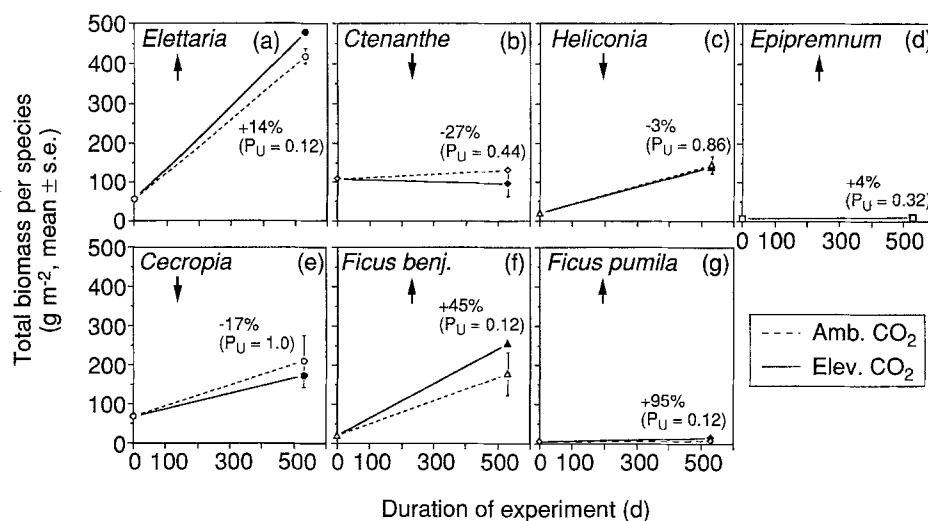 Total biomass per species
(g m⁻², mean ± s.e.)
500
400
300
200
100
0
Elettaria (a)
+14%
(P_U = 0.12)
Ctenanthe (b)
-27%
(P_U = 0.44)
Heliconia (c)
-3%
(P_U = 0.86)
Epipremnum (d)
+4%
(P_U = 0.32)
0 100 300 500
500
400
300
200
100
0
Cecropia (e)
-17%
(P_U = 1.0)
Ficus benj. (f)
+45%
(P_U = 0.12)
Ficus pumila (g)
+95%
(P_U = 0.12)
0 100 300 500 0 100 300 500 0 100 300 500
Amb. CO₂
Elev. CO₂
Duration of experiment (d)